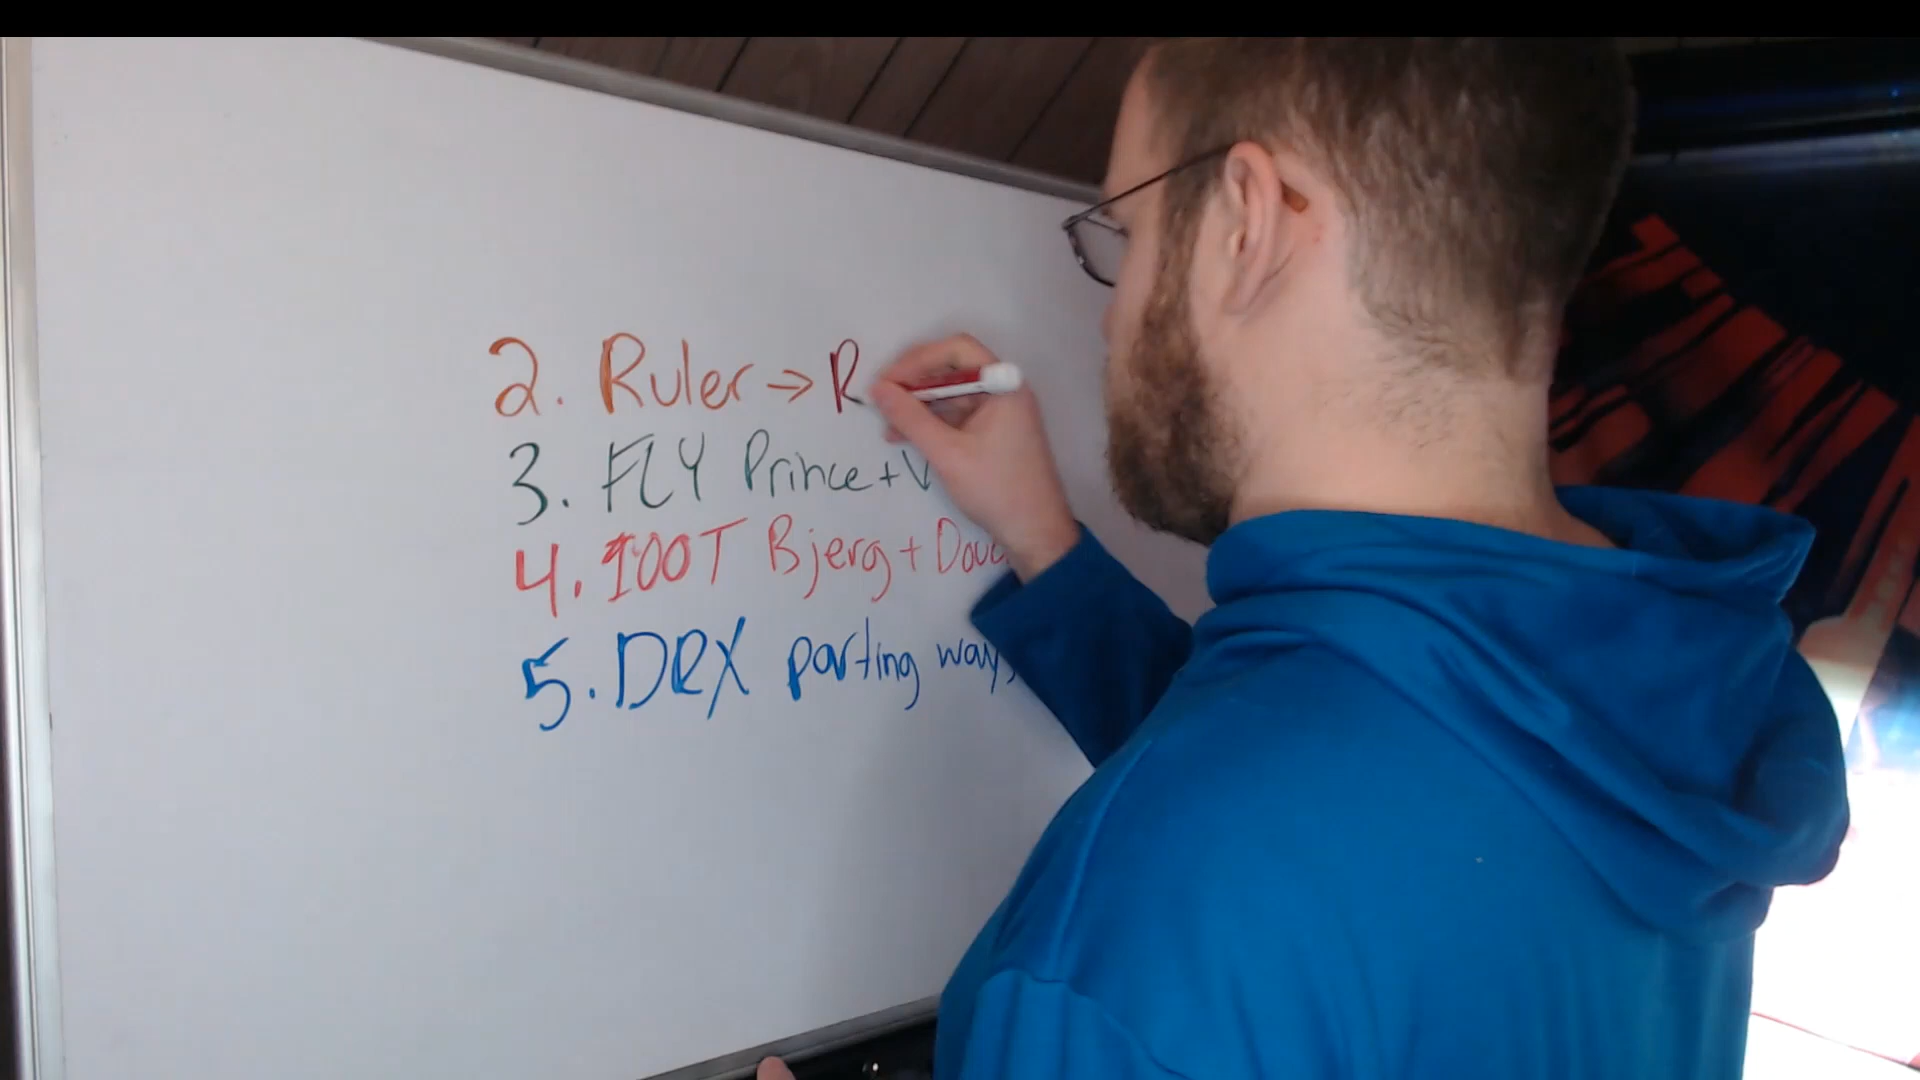 2. Ruler → R
3. FLY Prince + V
4. 100T Bjerg + Dou
5. DRX parting ways